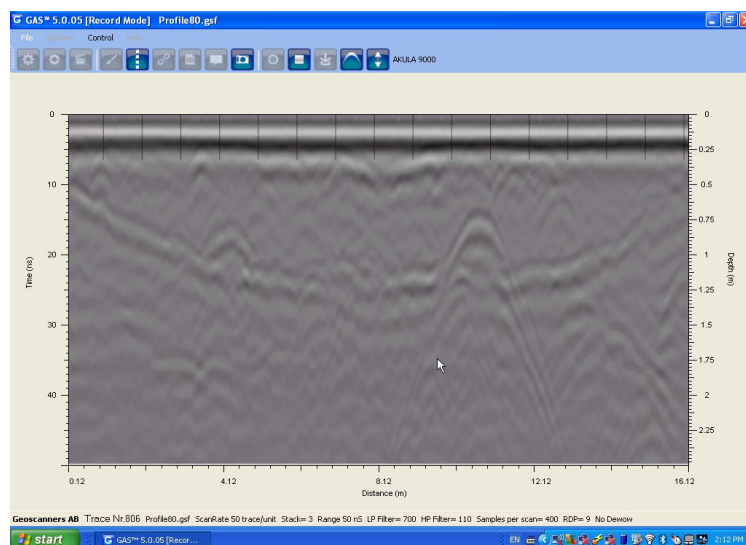 GAS™ 5.0.05 [Record Mode] Profile80.gsf
File Options Control Help
AKULA 9000
0
10
20
30
40
Time (ns)
0
0.25
0.5
0.75
1
1.25
1.5
1.75
2
2.25
Depth (m)
0.12 4.12 8.12 12.12 16.12
Distance (m)
Geoscanners AB Trace Nr.806 Profile80.gsf ScanRate 50 trace/unit Stack= 3 Range 50 nS LP Filter= 700 HP Filter= 110 Samples per scan= 400 RDP= 9 No Dewow
start GAS™ 5.0.05 [Recor... EN 2:12 PM